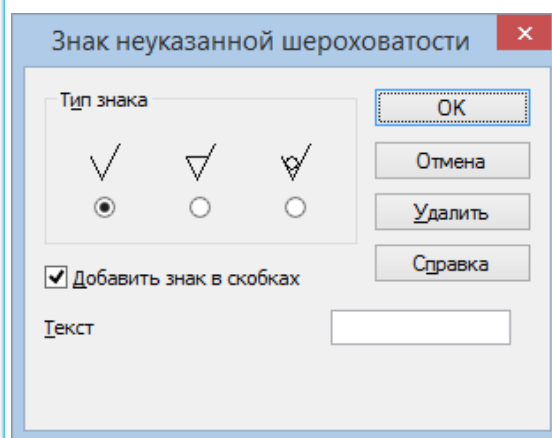 Знак неуказанной шероховатости
Тип знака
OK
Отмена
Удалить
Справка
Добавить знак в скобках
Текст